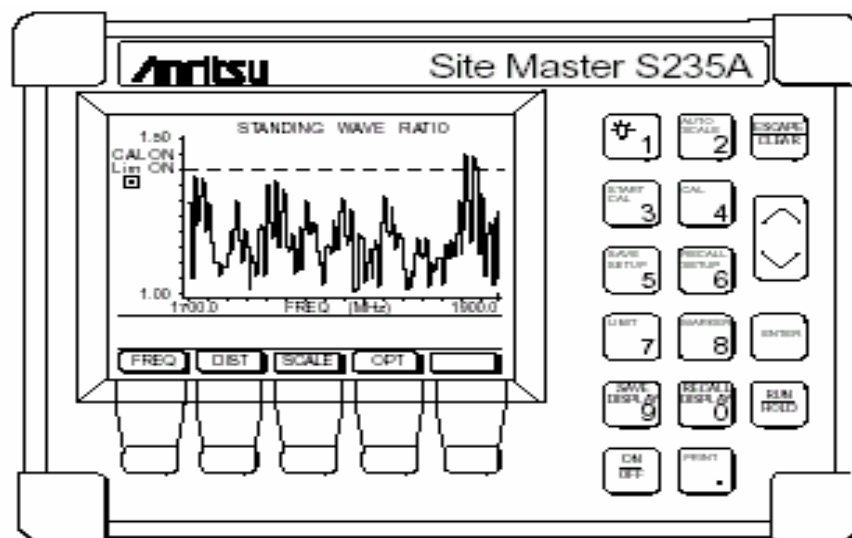 Anritsu
Site Master S235A
STANDING WAVE RATIO
1.50
CAL ON
Lim ON
1.00
1700.0 FREQ (MHz) 1900.0
FREQ DIST SCALE OPT
1
AUTO SCALE 2
ESCAPE CLEAR
START CAL 3
CAL 4
SAVE SETUP 5
RECALL SETUP 6
LIMIT 7
MARKER 8
ENTER
SAVE DISPLAY 9
RECALL DISPLAY 0
RUN HOLD
ON OFF
PRINT .